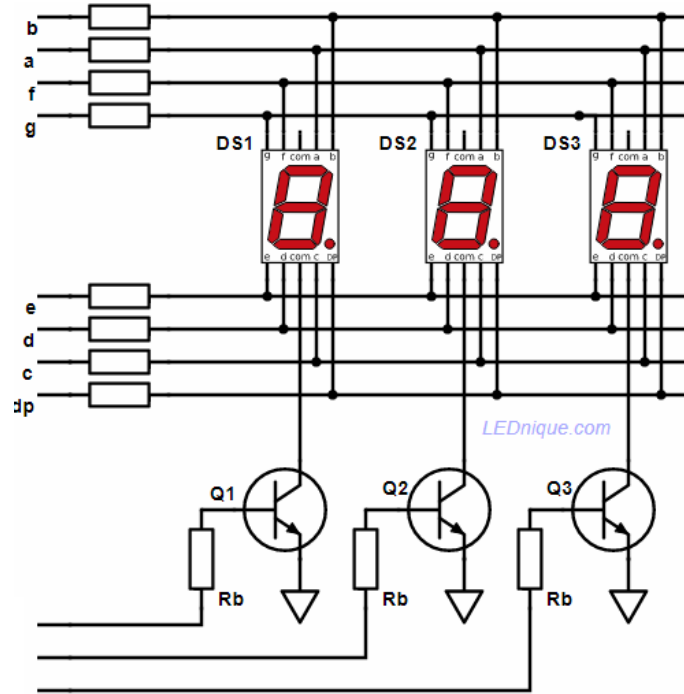 b
a
f
g
DS1 DS2 DS3
g f com a b g f com a b g f com a b
e d com c DP e d com c DP e d com c DP
e
d
c
dp
LEDnique.com
Q1 Q2 Q3
Rb Rb Rb